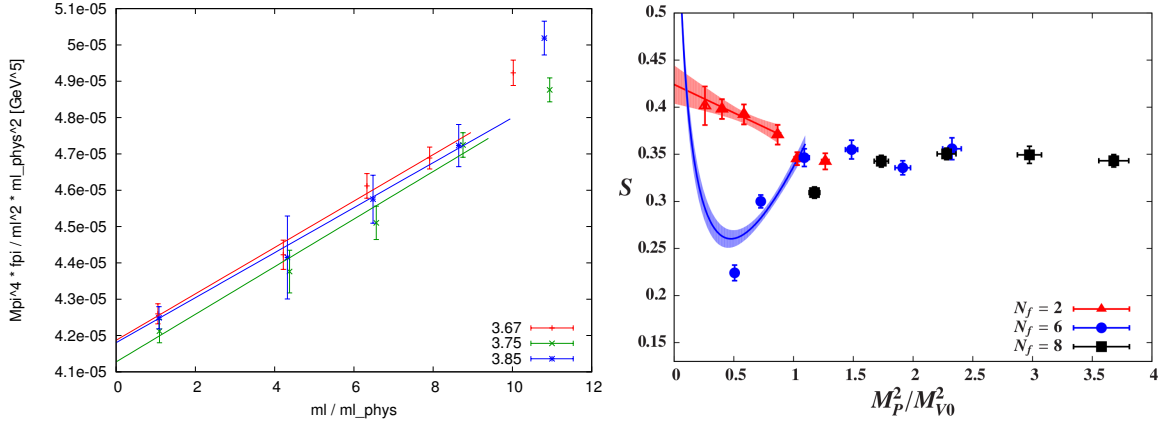 Mpi^4 * fpi / ml^2 * ml_phys^2 [GeV^5]
5.1e-05
5e-05
4.9e-05
4.8e-05
4.7e-05
4.6e-05
4.5e-05
4.4e-05
4.3e-05
4.2e-05
4.1e-05
3.67
3.75
3.85
0 2 4 6 8 10 12
ml / ml_phys
S
0.5
0.4
0.35
0.3
0.25
0.2
0.1
N_f = 2
N_f = 6
N_f = 8
0 0.5 1 1.5 2 2.5 3 3.5 4
M_P^2/M_{V0}^2